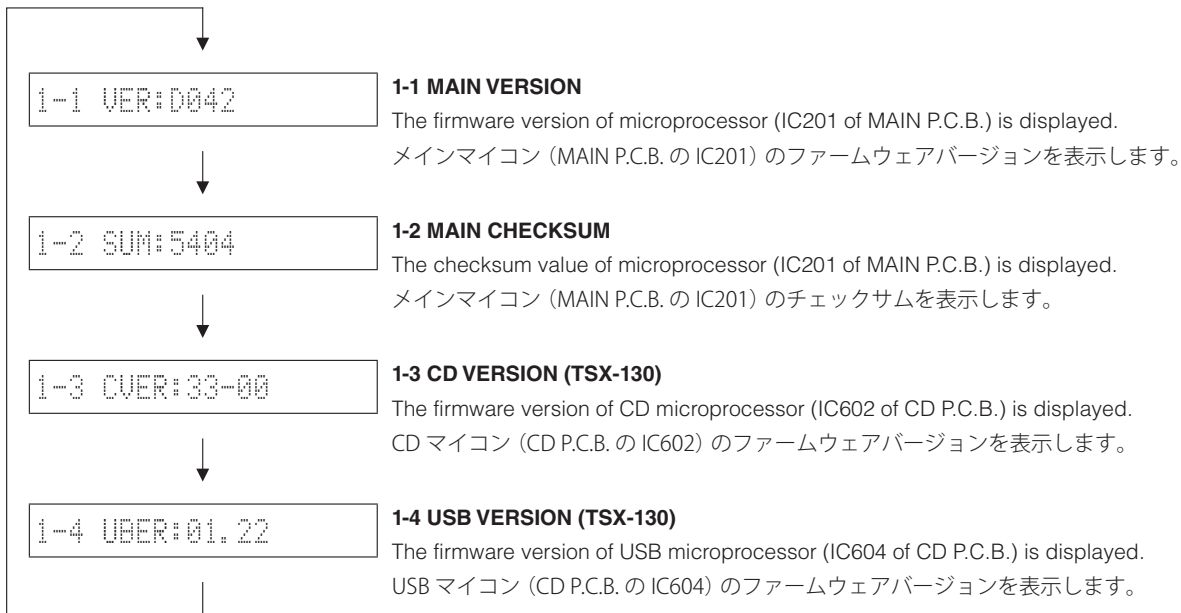 1-1 VER:D042
1-1 MAIN VERSION
The firmware version of microprocessor (IC201 of MAIN P.C.B.) is displayed.
メインマイコン（MAIN P.C.B. の IC201）のファームウェアバージョンを表示します。
1-2 SUM:5404
1-2 MAIN CHECKSUM
The checksum value of microprocessor (IC201 of MAIN P.C.B.) is displayed.
メインマイコン（MAIN P.C.B. の IC201）のチェックサムを表示します。
1-3 CVER:33-00
1-3 CD VERSION (TSX-130)
The firmware version of CD microprocessor (IC602 of CD P.C.B.) is displayed.
CD マイコン（CD P.C.B. の IC602）のファームウェアバージョンを表示します。
1-4 UBER:01.22
1-4 USB VERSION (TSX-130)
The firmware version of USB microprocessor (IC604 of CD P.C.B.) is displayed.
USB マイコン（CD P.C.B. の IC604）のファームウェアバージョンを表示します。